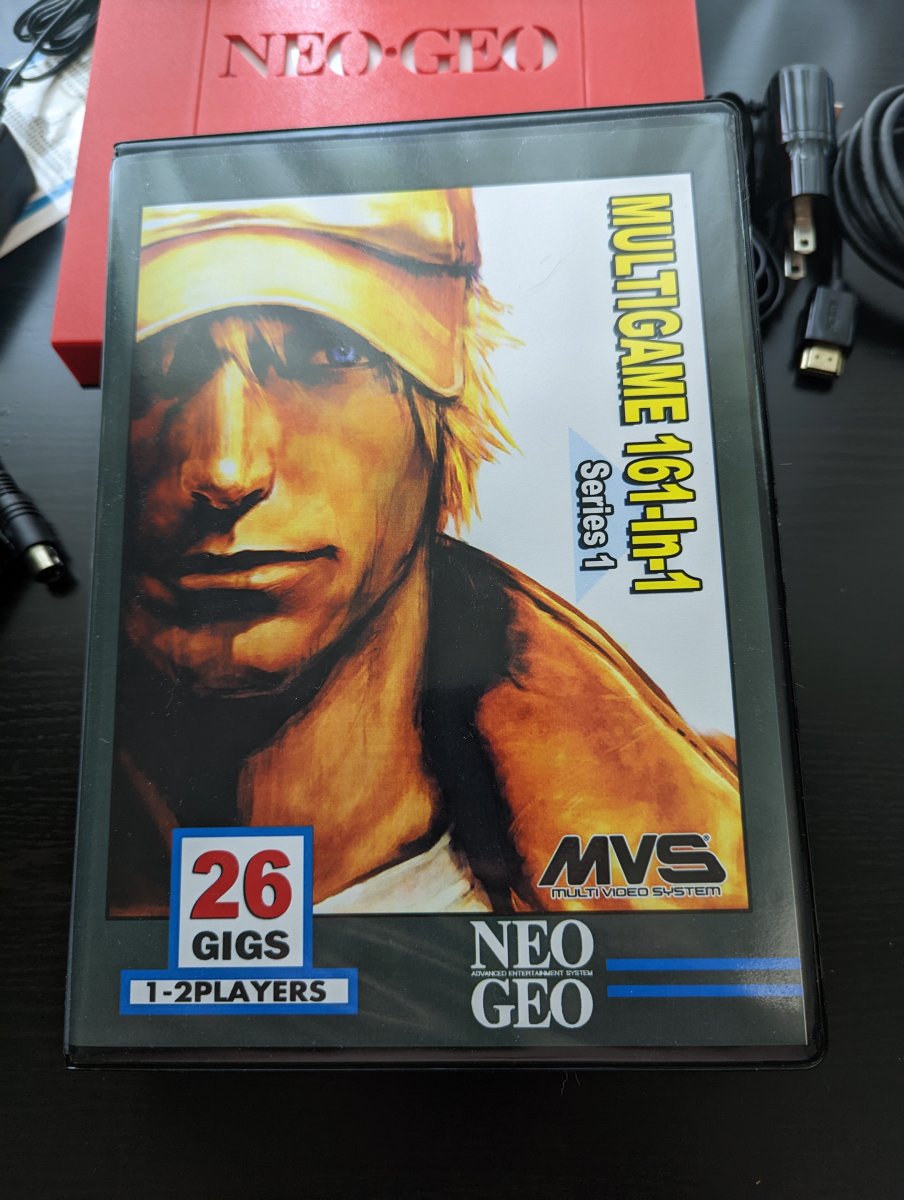 NEO·GEO
MULTIGAME 161-In-1
Series 1
MVS
MULTI VIDEO SYSTEM
26
GIGS
1-2PLAYERS
NEO
ADVANCED ENTERTAINMENT SYSTEM
GEO